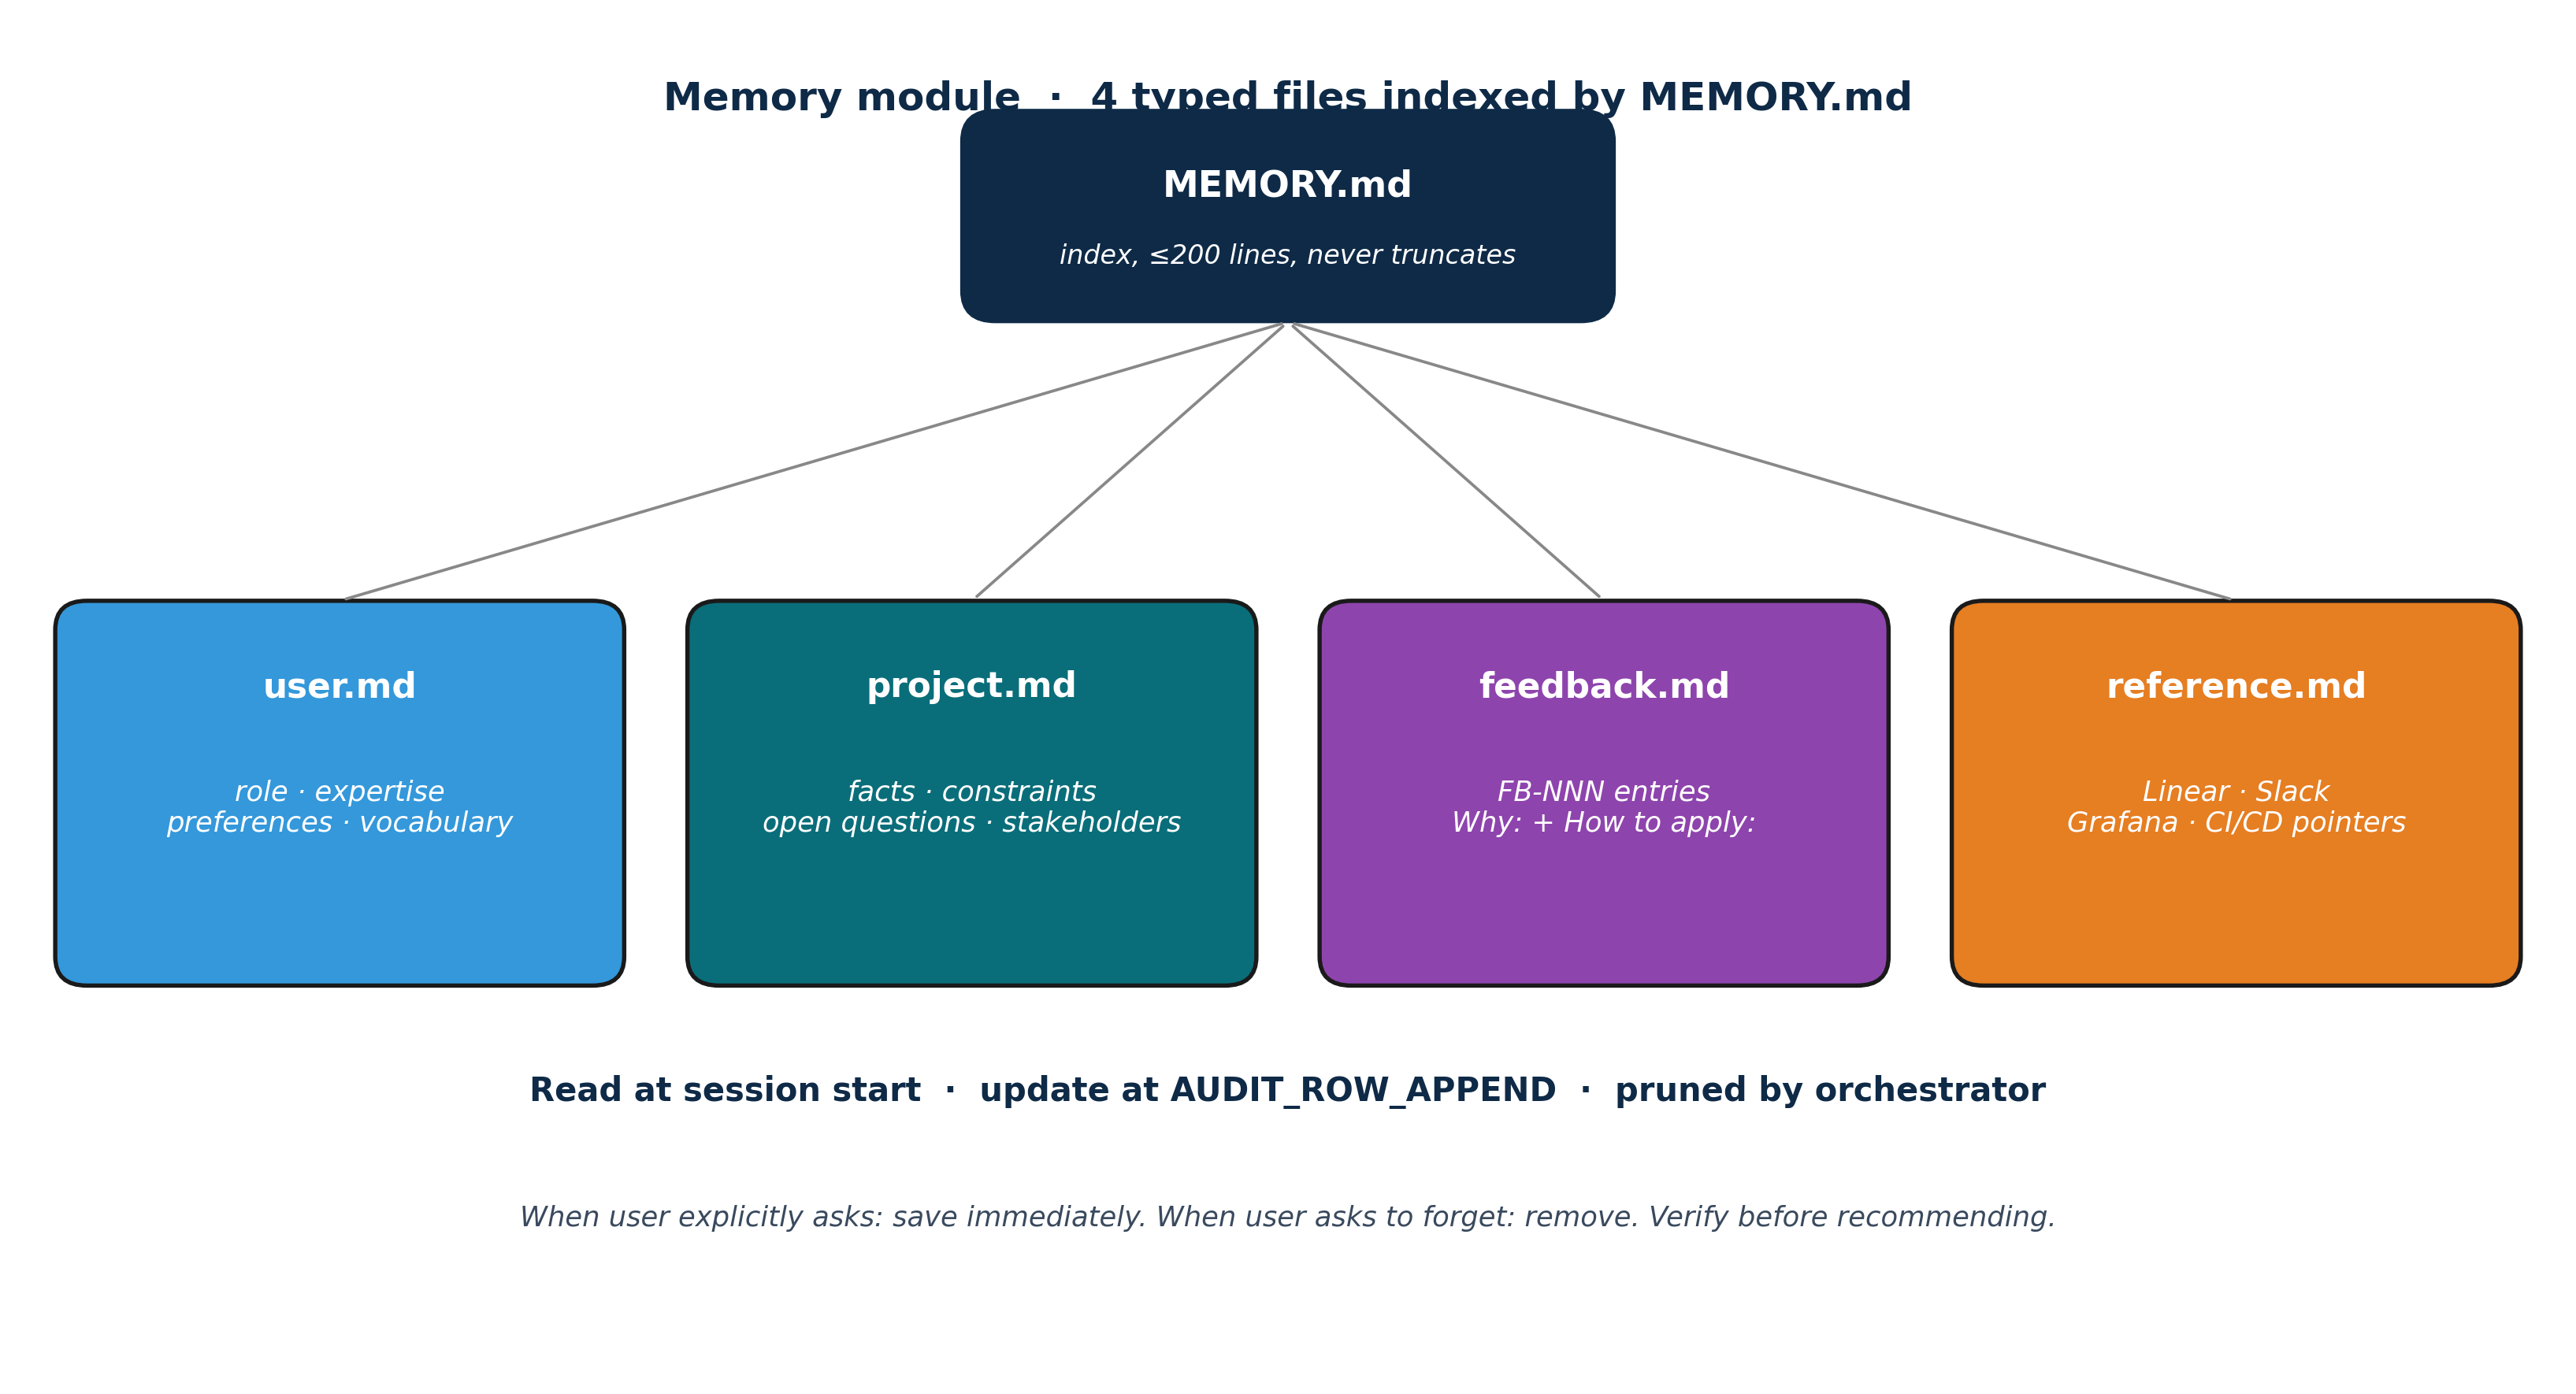 Memory module · 4 typed files indexed by MEMORY.md
MEMORY.md
index, ≤200 lines, never truncates
user.md
role · expertise
preferences · vocabulary
project.md
facts · constraints
open questions · stakeholders
feedback.md
FB-NNN entries
Why: + How to apply:
reference.md
Linear · Slack
Grafana · CI/CD pointers
Read at session start · update at AUDIT_ROW_APPEND · pruned by orchestrator
When user explicitly asks: save immediately. When user asks to forget: remove. Verify before recommending.